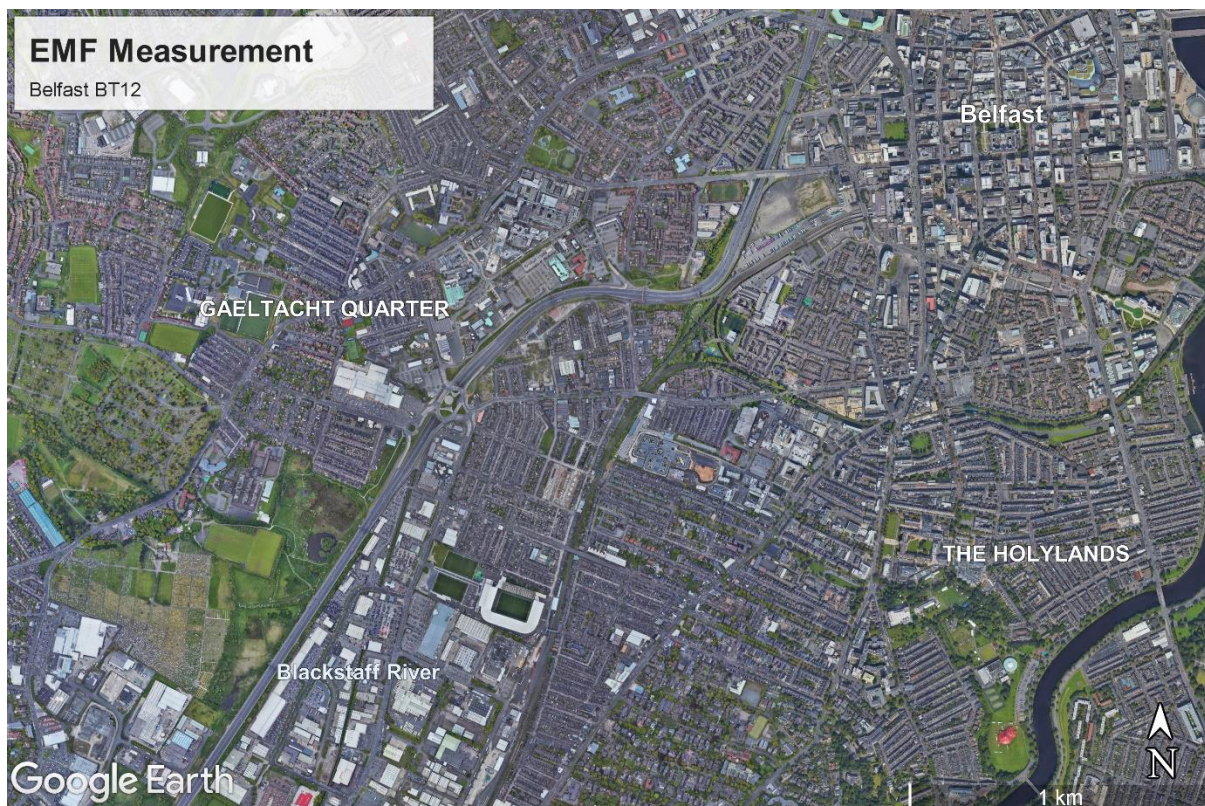 EMF Measurement
Belfast BT12
Belfast
GAELTACHT QUARTER
THE HOLYLANDS
Blackstaff River
Google Earth
N
1 km